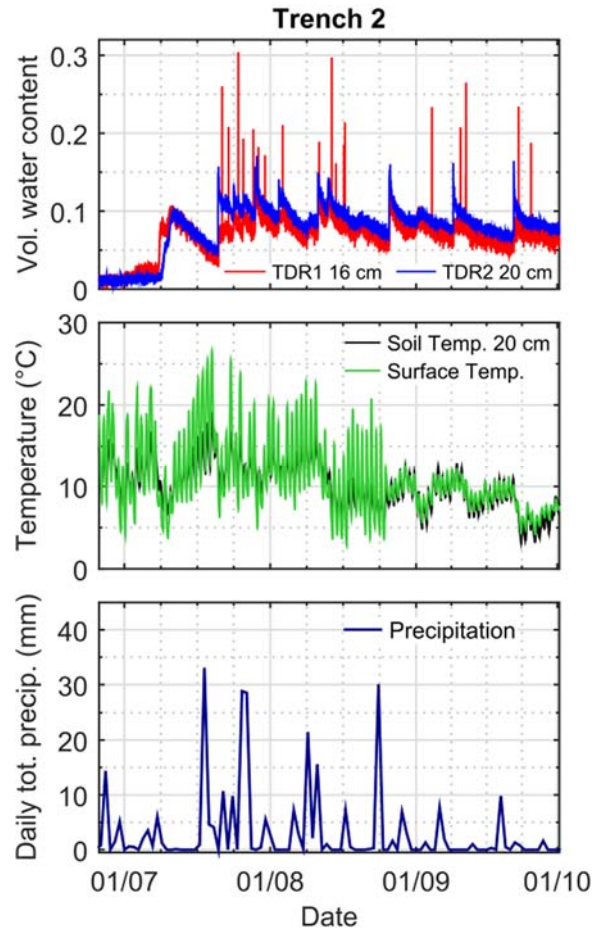 Trench 2
Vol. water content
0.3
0.2
0.1
0
TDR1 16 cm
TDR2 20 cm
Temperature (°C)
30
20
10
0
Soil Temp. 20 cm
Surface Temp.
Daily tot. precip. (mm)
40
30
20
10
0
Precipitation
01/07 01/08 01/09 01/10
Date